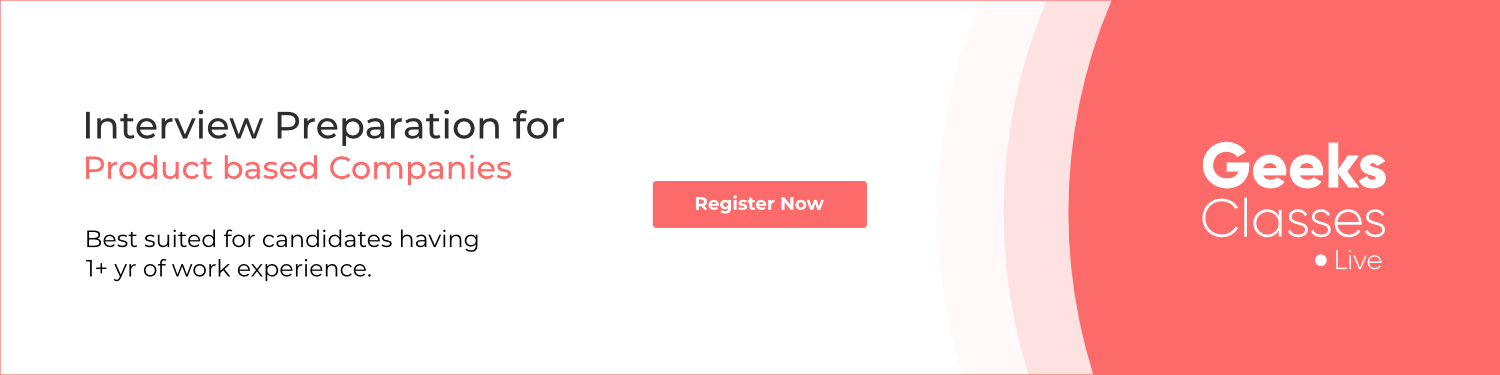 Interview Preparation for
Product based Companies
Best suited for candidates having
1+ yr of work experience.
Register Now
Geeks
Classes
Live